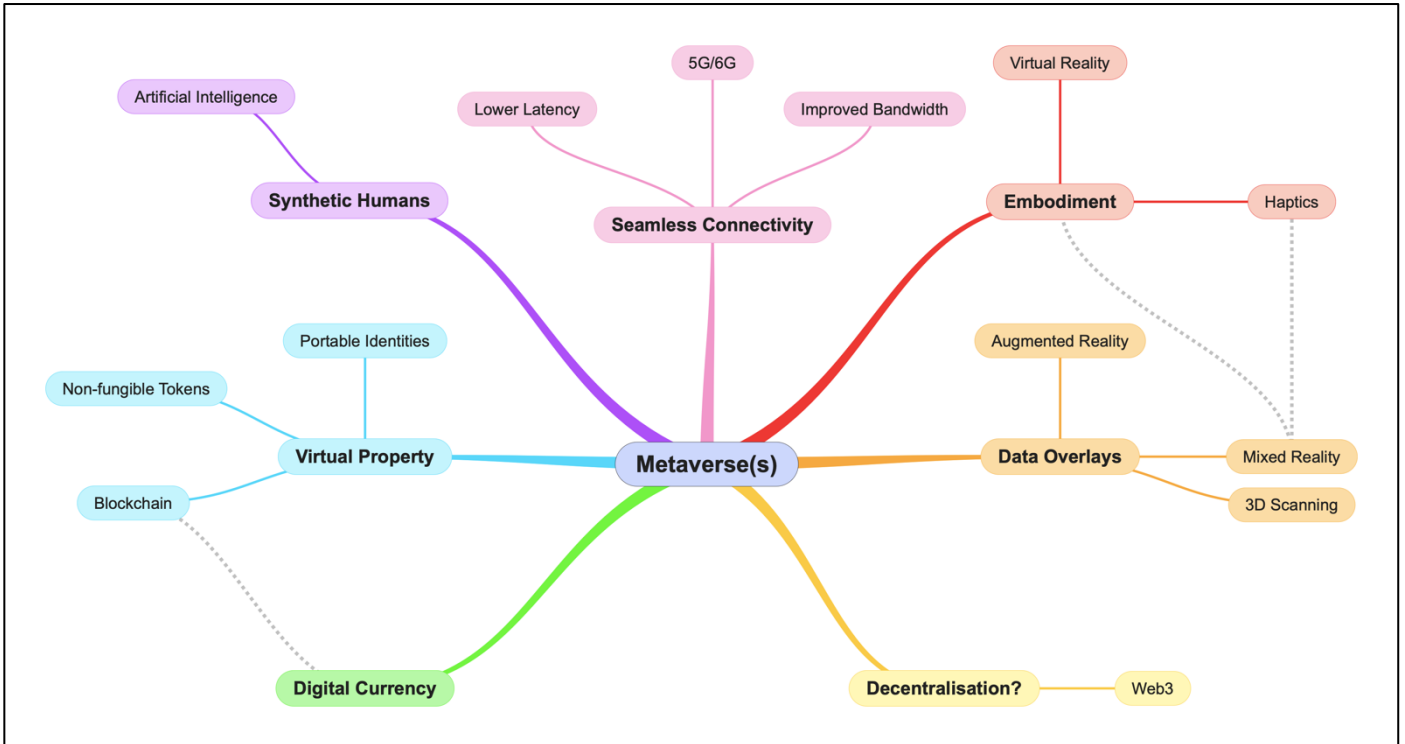 5G/6G
Virtual Reality
Artificial Intelligence
Lower Latency
Improved Bandwidth
Synthetic Humans
Seamless Connectivity
Embodiment
Haptics
Portable Identities
Augmented Reality
Non-fungible Tokens
Virtual Property
Metaverse(s)
Data Overlays
Mixed Reality
Blockchain
3D Scanning
Digital Currency
Decentralisation?
Web3